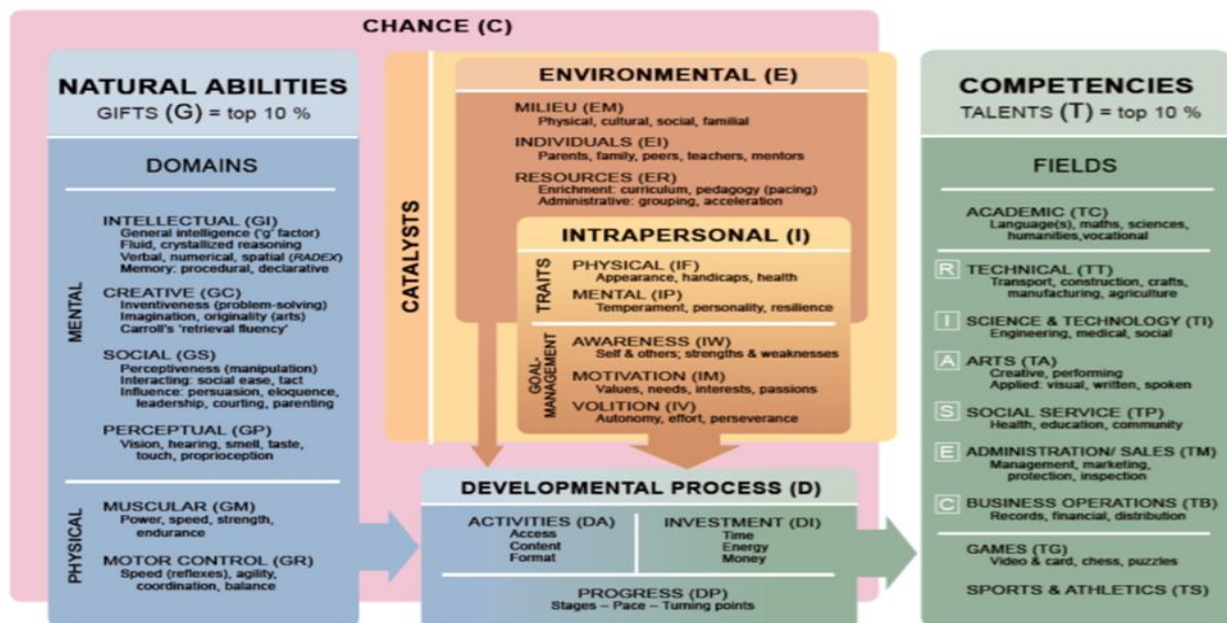 CHANCE (C)
NATURAL ABILITIES
GIFTS (G) = top 10 %
DOMAINS
MENTAL
INTELLECTUAL (GI)
General intelligence ('g' factor)
Fluid, crystallized reasoning
Verbal, numerical, spatial (RADEX)
Memory: procedural, declarative
CREATIVE (GC)
Inventiveness (problem-solving)
Imagination, originality (arts)
Carroll's 'retrieval fluency'
SOCIAL (GS)
Perceptiveness (manipulation)
Interacting: social ease, tact
Influence: persuasion, eloquence,
leadership, courting, parenting
PERCEPTUAL (GP)
Vision, hearing, smell, taste,
touch, proprioception
PHYSICAL
MUSCULAR (GM)
Power, speed, strength,
endurance
MOTOR CONTROL (GR)
Speed (reflexes), agility,
coordination, balance
CATALYSTS
ENVIRONMENTAL (E)
MILIEU (EM)
Physical, cultural, social, familial
INDIVIDUALS (EI)
Parents, family, peers, teachers, mentors
RESOURCES (ER)
Enrichment: curriculum, pedagogy (pacing)
Administrative: grouping, acceleration
INTRAPERSONAL (I)
TRAITS
PHYSICAL (IF)
Appearance, handicaps, health
MENTAL (IP)
Temperament, personality, resilience
GOAL-
MANAGEMENT
AWARENESS (IW)
Self & others; strengths & weaknesses
MOTIVATION (IM)
Values, needs, interests, passions
VOLITION (IV)
Autonomy, effort, perseverance
DEVELOPMENTAL PROCESS (D)
ACTIVITIES (DA)
Access
Content
Format
INVESTMENT (DI)
Time
Energy
Money
PROGRESS (DP)
Stages – Pace – Turning points
COMPETENCIES
TALENTS (T) = top 10 %
FIELDS
ACADEMIC (TC)
Language(s), maths, sciences,
humanities,vocational
R TECHNICAL (TT)
Transport, construction, crafts,
manufacturing, agriculture
I SCIENCE & TECHNOLOGY (TI)
Engineering, medical, social
A ARTS (TA)
Creative, performing
Applied: visual, written, spoken
S SOCIAL SERVICE (TP)
Health, education, community
E ADMINISTRATION/ SALES (TM)
Management, marketing,
protection, inspection
C BUSINESS OPERATIONS (TB)
Records, financial, distribution
GAMES (TG)
Video & card, chess, puzzles
SPORTS & ATHLETICS (TS)